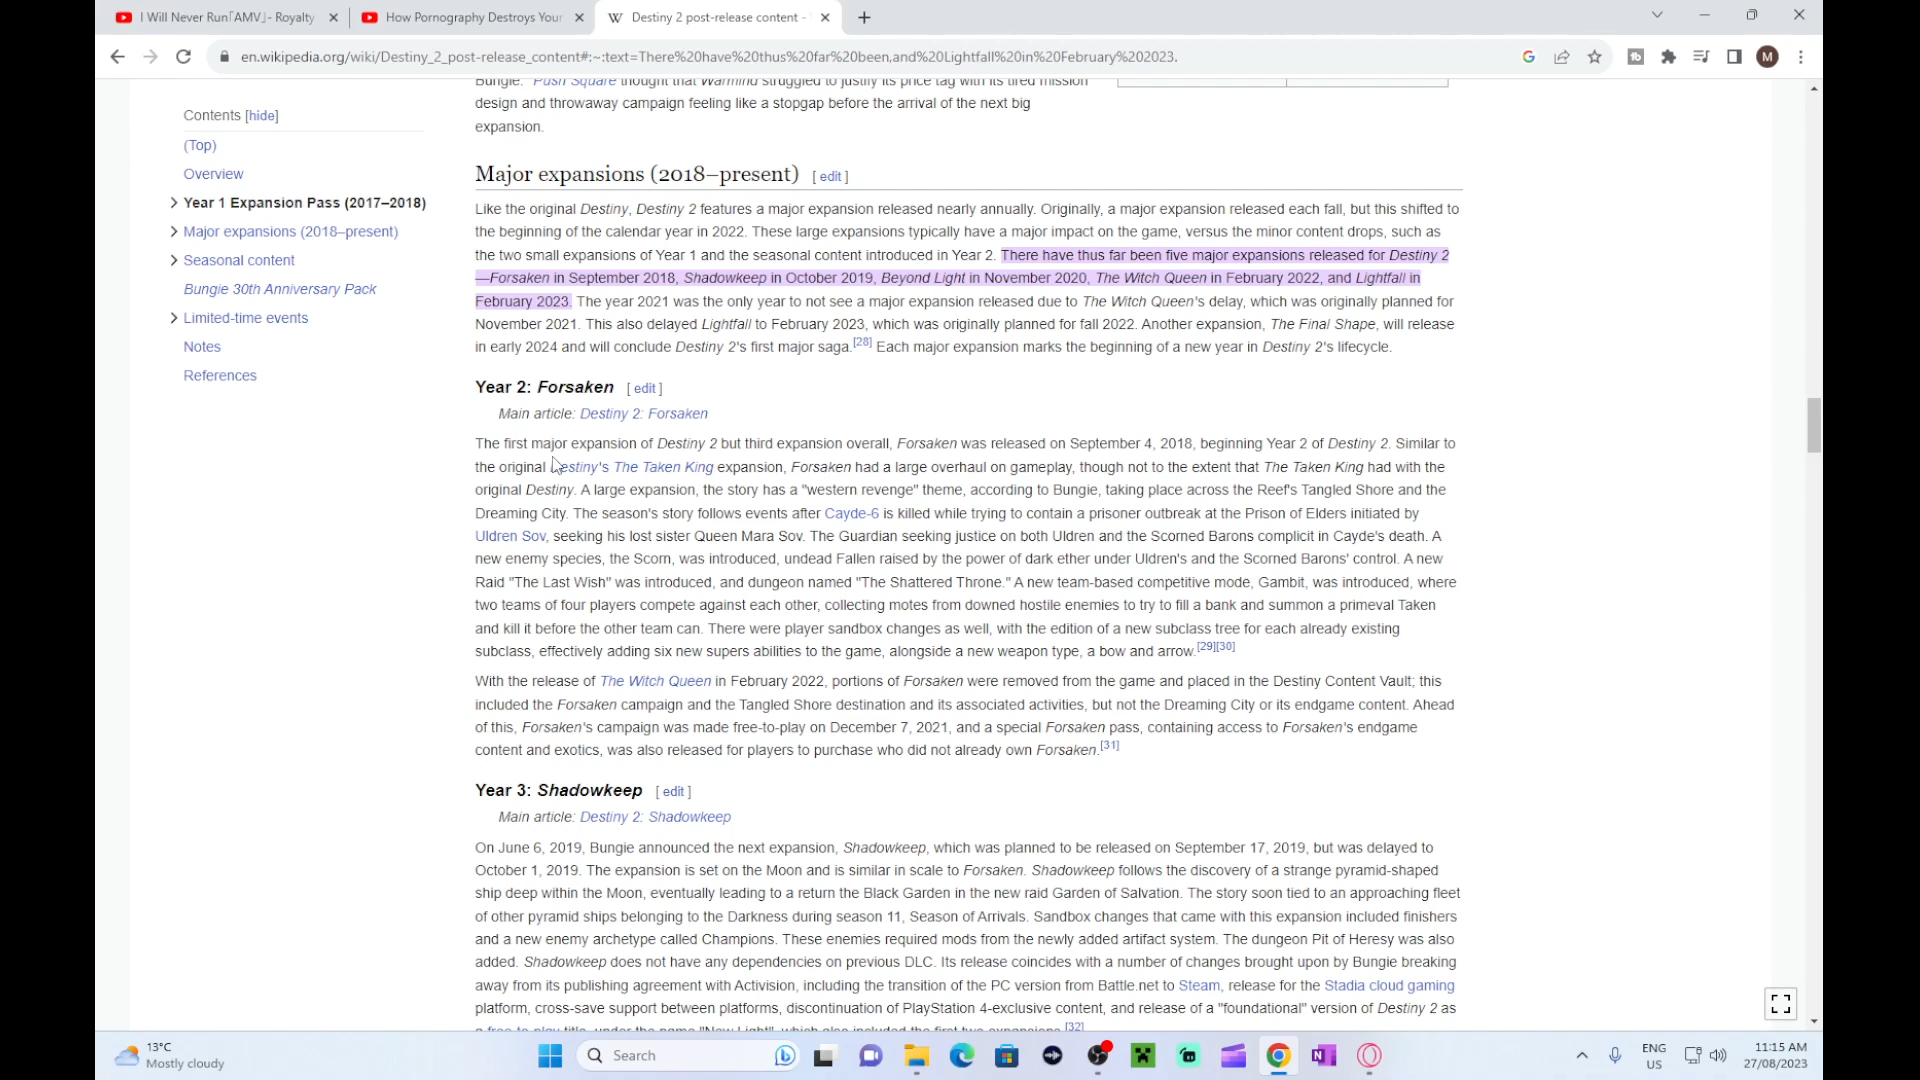 I Will Never Run「AMV」- Royalty
How Pornography Destroys Your
Destiny 2 post-release content -
en.wikipedia.org/wiki/Destiny_2_post-release_content#:~:text=There%20have%20thus%20far%20been,and%20Lightfall%20in%20February%202023.
M
Contents [hide]
(Top)
Overview
Year 1 Expansion Pass (2017–2018)
Major expansions (2018–present)
Seasonal content
Bungie 30th Anniversary Pack
Limited-time events
Notes
References
Bungie. Push Square thought that Warmind struggled to justify its price tag with its tired mission
design and throwaway campaign feeling like a stopgap before the arrival of the next big
expansion.
Major expansions (2018–present) [ edit ]
Like the original Destiny, Destiny 2 features a major expansion released nearly annually. Originally, a major expansion released each fall, but this shifted to
the beginning of the calendar year in 2022. These large expansions typically have a major impact on the game, versus the minor content drops, such as
the two small expansions of Year 1 and the seasonal content introduced in Year 2. There have thus far been five major expansions released for Destiny 2
—Forsaken in September 2018, Shadowkeep in October 2019, Beyond Light in November 2020, The Witch Queen in February 2022, and Lightfall in
February 2023. The year 2021 was the only year to not see a major expansion released due to The Witch Queen's delay, which was originally planned for
November 2021. This also delayed Lightfall to February 2023, which was originally planned for fall 2022. Another expansion, The Final Shape, will release
in early 2024 and will conclude Destiny 2's first major saga.[28] Each major expansion marks the beginning of a new year in Destiny 2's lifecycle.
Year 2: Forsaken [ edit ]
Main article: Destiny 2: Forsaken
The first major expansion of Destiny 2 but third expansion overall, Forsaken was released on September 4, 2018, beginning Year 2 of Destiny 2. Similar to
the original Destiny's The Taken King expansion, Forsaken had a large overhaul on gameplay, though not to the extent that The Taken King had with the
original Destiny. A large expansion, the story has a "western revenge" theme, according to Bungie, taking place across the Reef's Tangled Shore and the
Dreaming City. The season's story follows events after Cayde-6 is killed while trying to contain a prisoner outbreak at the Prison of Elders initiated by
Uldren Sov, seeking his lost sister Queen Mara Sov. The Guardian seeking justice on both Uldren and the Scorned Barons complicit in Cayde's death. A
new enemy species, the Scorn, was introduced, undead Fallen raised by the power of dark ether under Uldren's and the Scorned Barons' control. A new
Raid "The Last Wish" was introduced, and dungeon named "The Shattered Throne." A new team-based competitive mode, Gambit, was introduced, where
two teams of four players compete against each other, collecting motes from downed hostile enemies to try to fill a bank and summon a primeval Taken
and kill it before the other team can. There were player sandbox changes as well, with the edition of a new subclass tree for each already existing
subclass, effectively adding six new supers abilities to the game, alongside a new weapon type, a bow and arrow.[29][30]
With the release of The Witch Queen in February 2022, portions of Forsaken were removed from the game and placed in the Destiny Content Vault; this
included the Forsaken campaign and the Tangled Shore destination and its associated activities, but not the Dreaming City or its endgame content. Ahead
of this, Forsaken's campaign was made free-to-play on December 7, 2021, and a special Forsaken pass, containing access to Forsaken's endgame
content and exotics, was also released for players to purchase who did not already own Forsaken.[31]
Year 3: Shadowkeep [ edit ]
Main article: Destiny 2: Shadowkeep
On June 6, 2019, Bungie announced the next expansion, Shadowkeep, which was planned to be released on September 17, 2019, but was delayed to
October 1, 2019. The expansion is set on the Moon and is similar in scale to Forsaken. Shadowkeep follows the discovery of a strange pyramid-shaped
ship deep within the Moon, eventually leading to a return the Black Garden in the new raid Garden of Salvation. The story soon tied to an approaching fleet
of other pyramid ships belonging to the Darkness during season 11, Season of Arrivals. Sandbox changes that came with this expansion included finishers
and a new enemy archetype called Champions. These enemies required mods from the newly added artifact system. The dungeon Pit of Heresy was also
added. Shadowkeep does not have any dependencies on previous DLC. Its release coincides with a number of changes brought upon by Bungie breaking
away from its publishing agreement with Activision, including the transition of the PC version from Battle.net to Steam, release for the Stadia cloud gaming
platform, cross-save support between platforms, discontinuation of PlayStation 4-exclusive content, and release of a "foundational" version of Destiny 2 as
a free-to-play title, under the name "New Light", which also included the first two expansions.[32]
13°C
Mostly cloudy
Search
ENG
US
11:15 AM
27/08/2023